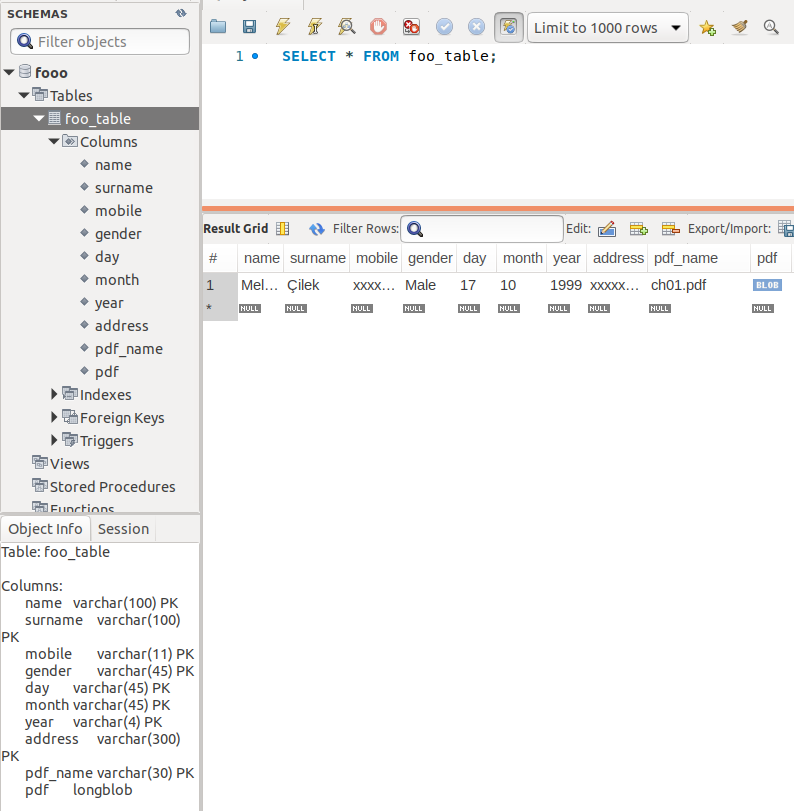 SCHEMAS
Filter objects
fooo
Tables
foo_table
Columns
name
surname
mobile
gender
day
month
year
address
pdf_name
pdf
Indexes
Foreign Keys
Triggers
Views
Stored Procedures
Functions
Object Info Session
Table: foo_table
Columns:
name varchar(100) PK
surname varchar(100)
PK
mobile varchar(11) PK
gender varchar(45) PK
day varchar(45) PK
month varchar(45) PK
year varchar(4) PK
address varchar(300)
PK
pdf_name varchar(30) PK
pdf longblob
Limit to 1000 rows
1 SELECT * FROM foo_table;
Result Grid Filter Rows: Edit: Export/Import:
# name surname mobile gender day month year address pdf_name pdf
1 Mel... Çilek xxxx... Male 17 10 1999 xxxxx... ch01.pdf BLOB
* NULL NULL NULL NULL NULL NULL NULL NULL NULL NULL